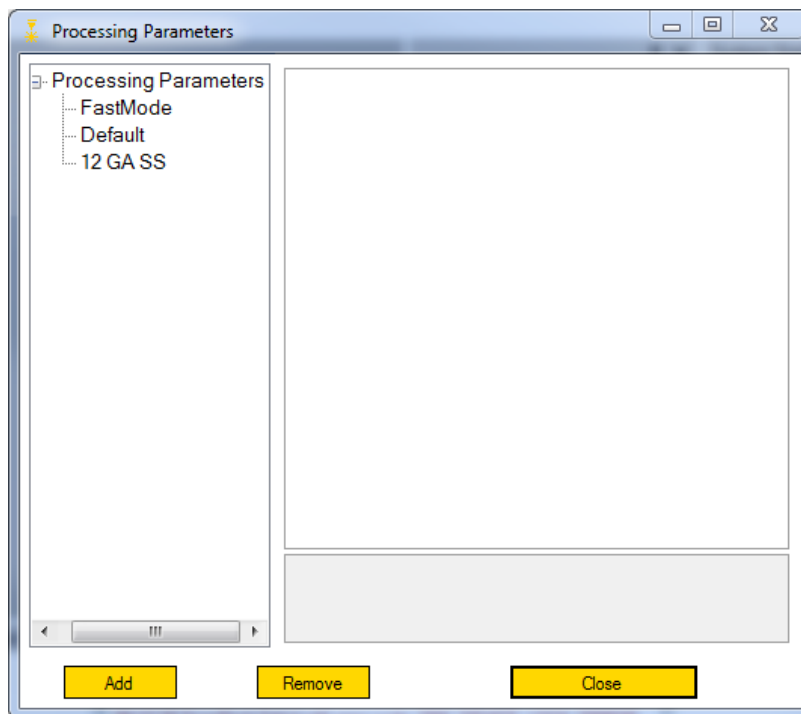 Processing Parameters
Processing Parameters
FastMode
Default
12 GA SS
Add Remove Close